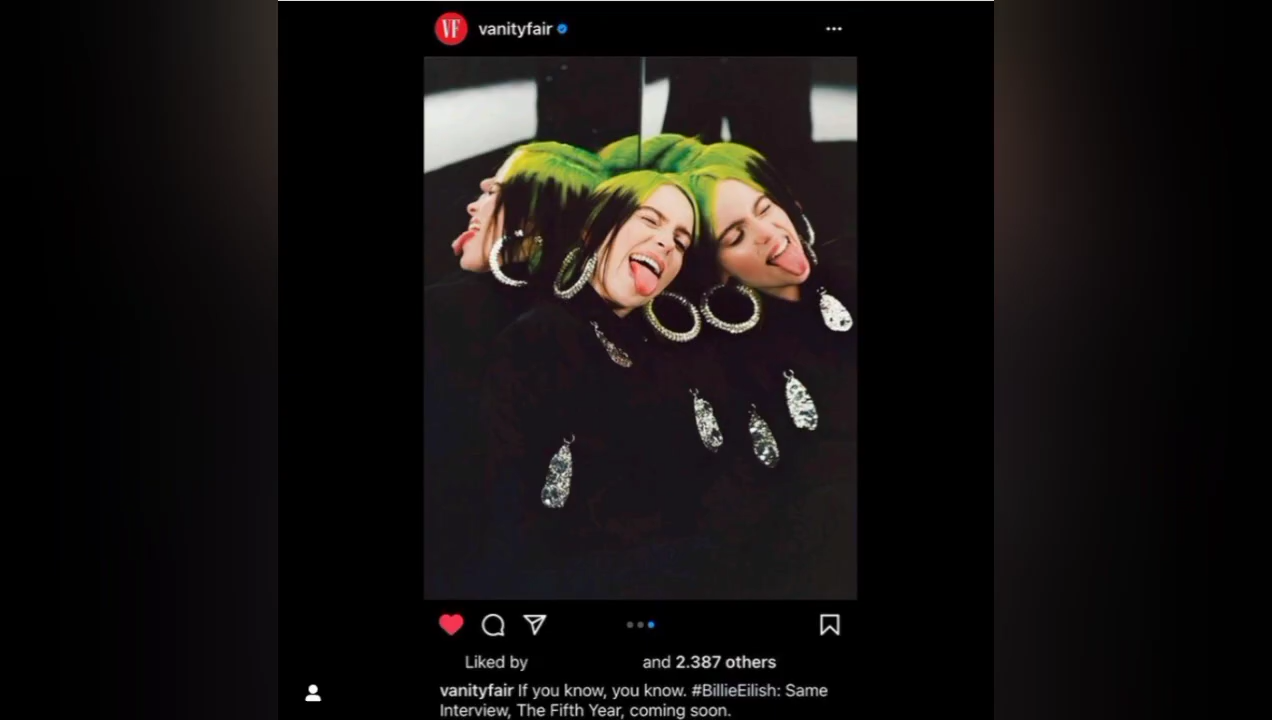 VF vanityfair
Liked by and 2.387 others
vanityfair If you know, you know. #BillieEilish: Same
Interview, The Fifth Year, coming soon.